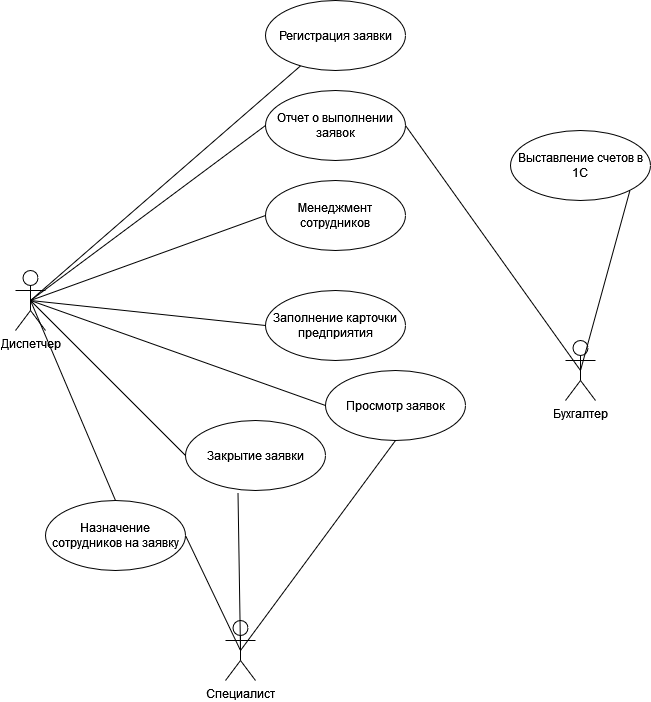 Регистрация заявки
Отчет о выполнении
заявок
Выставление счетов в
1С
Менеджмент
сотрудников
Заполнение карточки
предприятия
Диспетчер
Просмотр заявок
Бухгалтер
Закрытие заявки
Назначение
сотрудников на заявку
Специалист